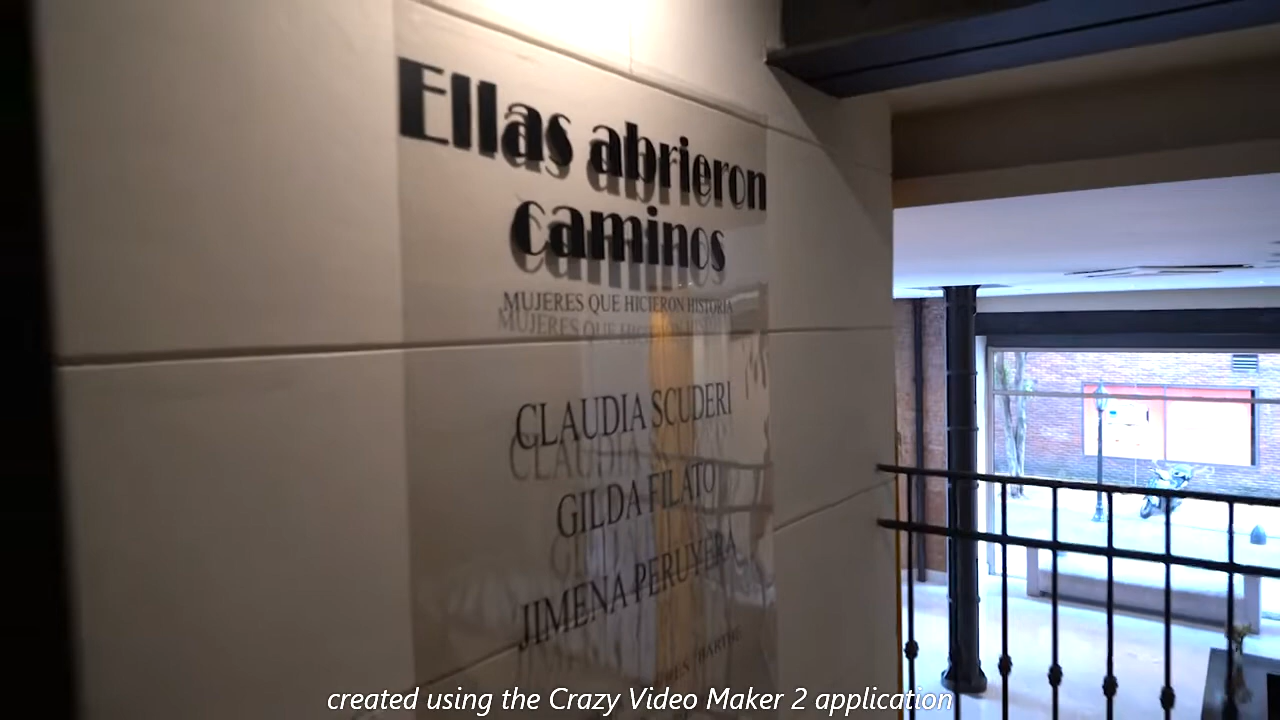 Ellas abrieron
caminos
MUJERES QUE HICIERON HISTORIA
CLAUDIA SCUDERI
GILDA FILATO
JIMENA PERUYERA
created using the Crazy Video Maker 2 application